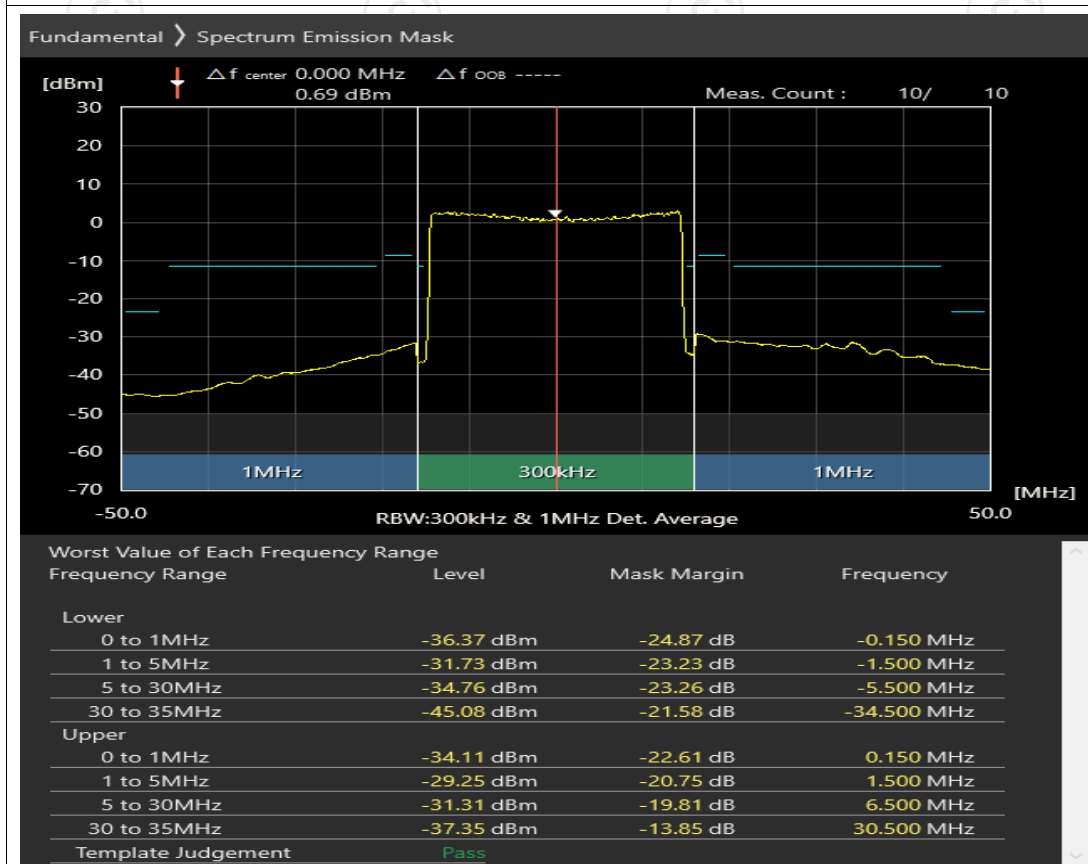 Fundamental ❯ Spectrum Emission Mask
[dBm] △f center 0.000 MHz △f OOB -----
0.69 dBm Meas. Count : 10/ 10
30
20
10
0
-10
-20
-30
-40
-50
-60
-70
1MHz 300kHz 1MHz
[MHz]
-50.0 RBW:300kHz & 1MHz Det. Average 50.0
Worst Value of Each Frequency Range
Frequency Range Level Mask Margin Frequency
Lower
0 to 1MHz -36.37 dBm -24.87 dB -0.150 MHz
1 to 5MHz -31.73 dBm -23.23 dB -1.500 MHz
5 to 30MHz -34.76 dBm -23.26 dB -5.500 MHz
30 to 35MHz -45.08 dBm -21.58 dB -34.500 MHz
Upper
0 to 1MHz -34.11 dBm -22.61 dB 0.150 MHz
1 to 5MHz -29.25 dBm -20.75 dB 1.500 MHz
5 to 30MHz -31.31 dBm -19.81 dB 6.500 MHz
30 to 35MHz -37.35 dBm -13.85 dB 30.500 MHz
Template Judgement Pass